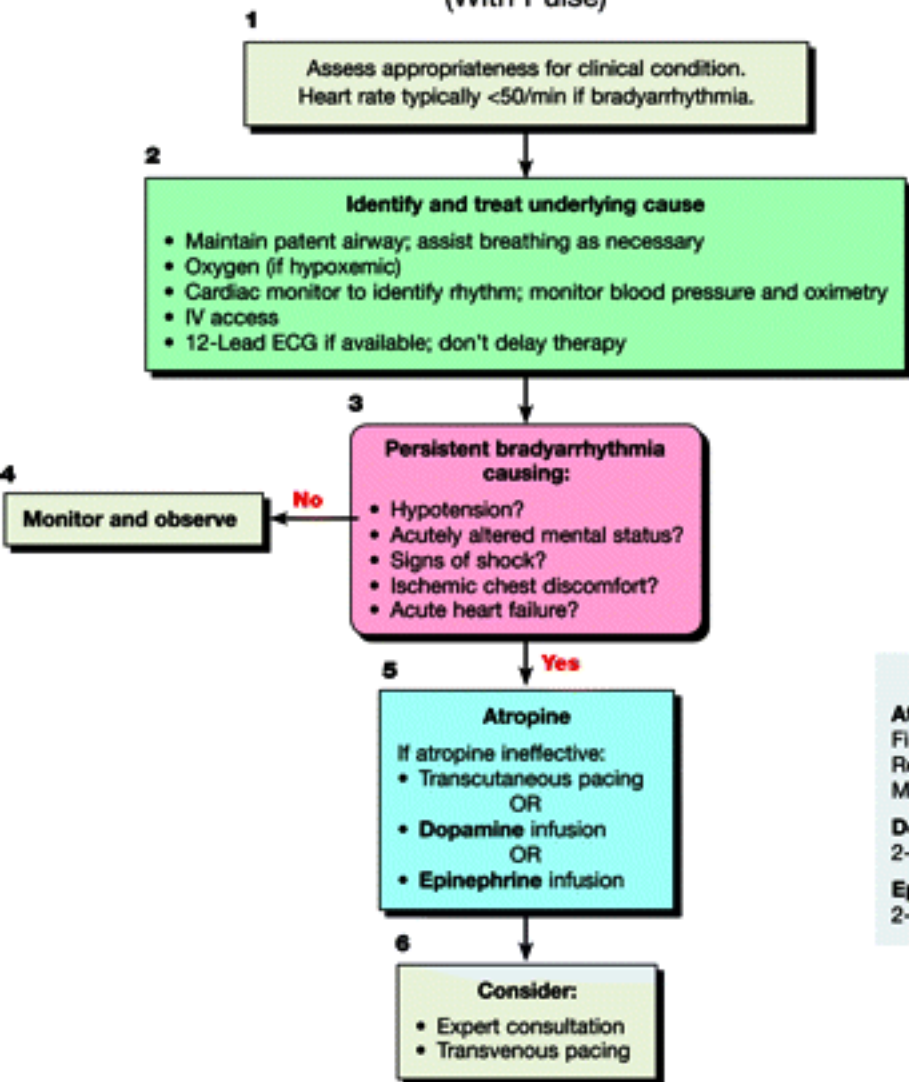 (With Pulse)
1
Assess appropriateness for clinical condition.
Heart rate typically <50/min if bradyarrhythmia.
2
Identify and treat underlying cause
• Maintain patent airway; assist breathing as necessary
• Oxygen (if hypoxemic)
• Cardiac monitor to identify rhythm; monitor blood pressure and oximetry
• IV access
• 12-Lead ECG if available; don't delay therapy
3
Persistent bradyarrhythmia
causing:
• Hypotension?
• Acutely altered mental status?
• Signs of shock?
• Ischemic chest discomfort?
• Acute heart failure?
4
No
Monitor and observe
Yes
5
Atropine
If atropine ineffective:
• Transcutaneous pacing
OR
• Dopamine infusion
OR
• Epinephrine infusion
6
Consider:
• Expert consultation
• Transvenous pacing
2-
2-